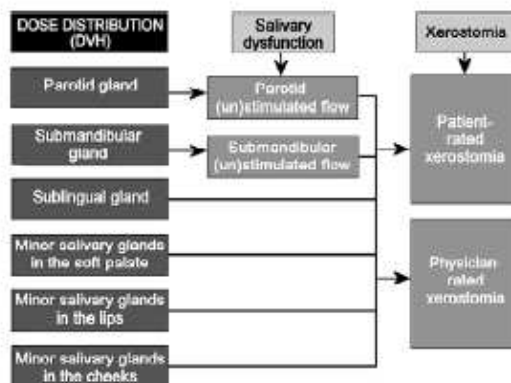 DOSE DISTRIBUTION
(DVH)
Salivary
dysfunction
Xerostomia
Parotid gland
Parotid
(un)stimulated flow
Submandibular
gland
Submandibular
(un)stimulated flow
Patient-
rated
xerostomia
Sublingual gland
Minor salivary glands
in the soft palate
Physician
rated
xerostomia
Minor salivary glands
in the lips
Minor salivary glands
in the cheeks